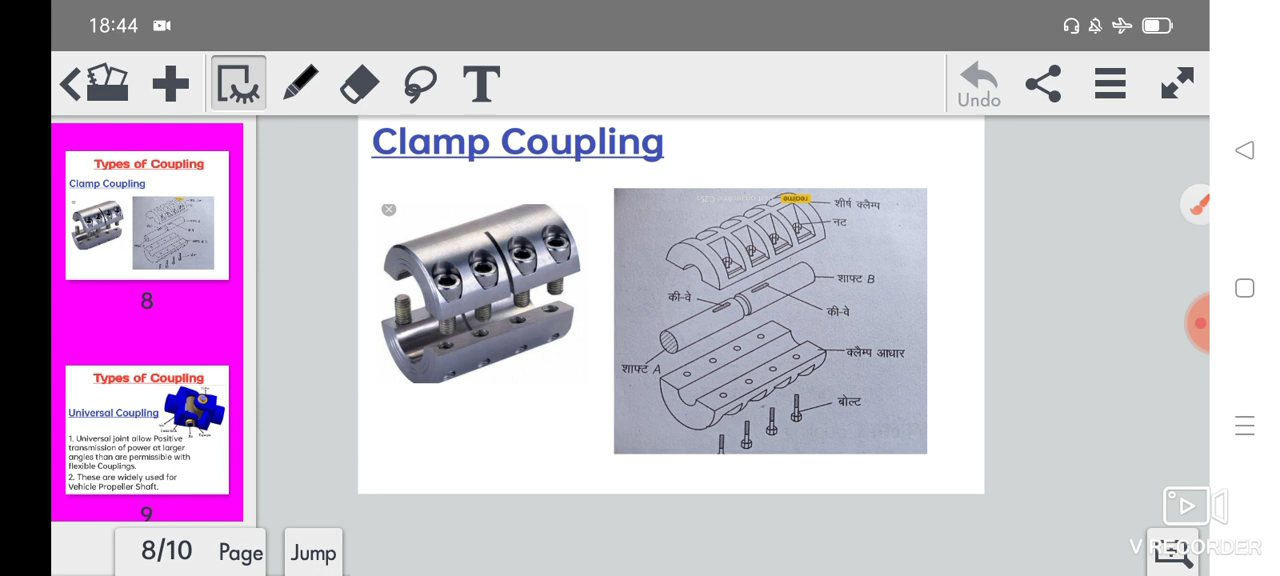 18:44
Undo
Types of Coupling
Clamp Coupling
8
Types of Coupling
Universal Coupling
1. Universal joint allow Positive
transmission of power at larger
angles than are permissible with
flexible Couplings.
2. These are widely used for
Vehicle Propeller Shaft.
9
Clamp Coupling
realme
शीर्ष क्लैम्प
नट
शाफ्ट B
की-वे
की-वे
क्लैम्प आधार
शाफ्ट A
बोल्ट
8/10 Page
Jump
V RECORDER